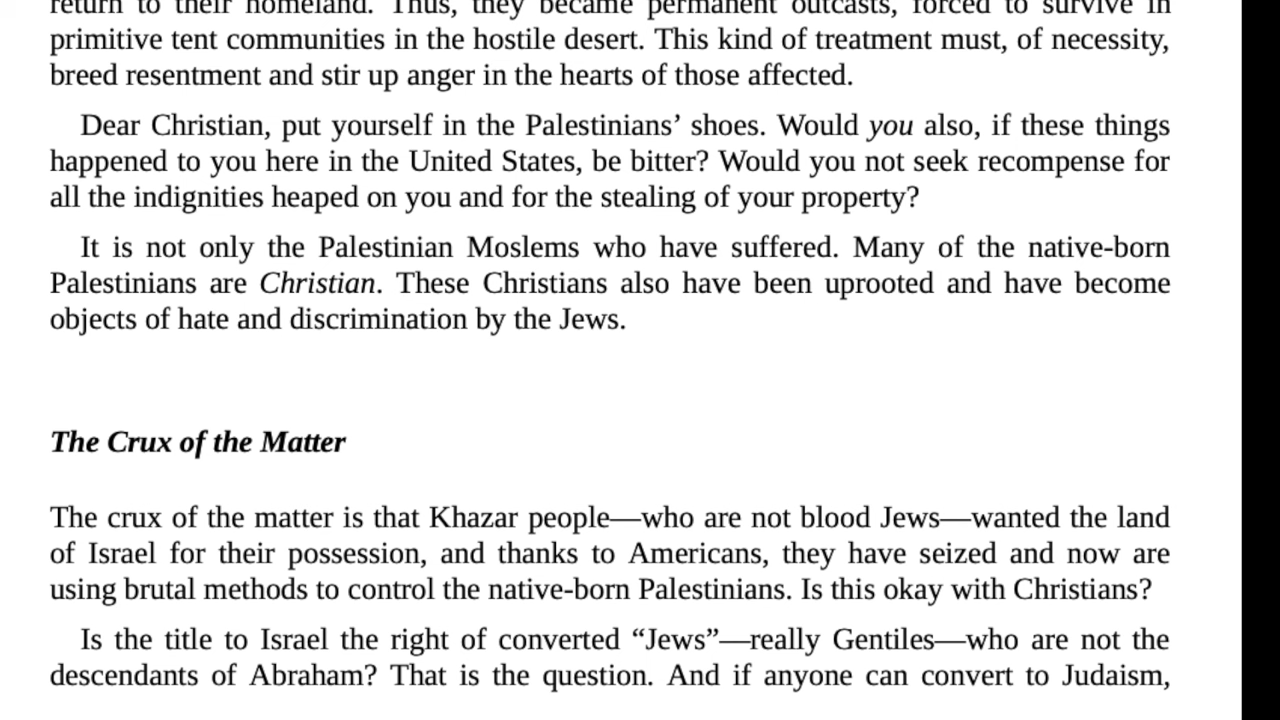 return to their homeland. Thus, they became permanent outcasts, forced to survive in
primitive tent communities in the hostile desert. This kind of treatment must, of necessity,
breed resentment and stir up anger in the hearts of those affected.
Dear Christian, put yourself in the Palestinians’ shoes. Would you also, if these things
happened to you here in the United States, be bitter? Would you not seek recompense for
all the indignities heaped on you and for the stealing of your property?
It is not only the Palestinian Moslems who have suffered. Many of the native-born
Palestinians are Christian. These Christians also have been uprooted and have become
objects of hate and discrimination by the Jews.
The Crux of the Matter
The crux of the matter is that Khazar people—who are not blood Jews—wanted the land
of Israel for their possession, and thanks to Americans, they have seized and now are
using brutal methods to control the native-born Palestinians. Is this okay with Christians?
Is the title to Israel the right of converted “Jews”—really Gentiles—who are not the
descendants of Abraham? That is the question. And if anyone can convert to Judaism,